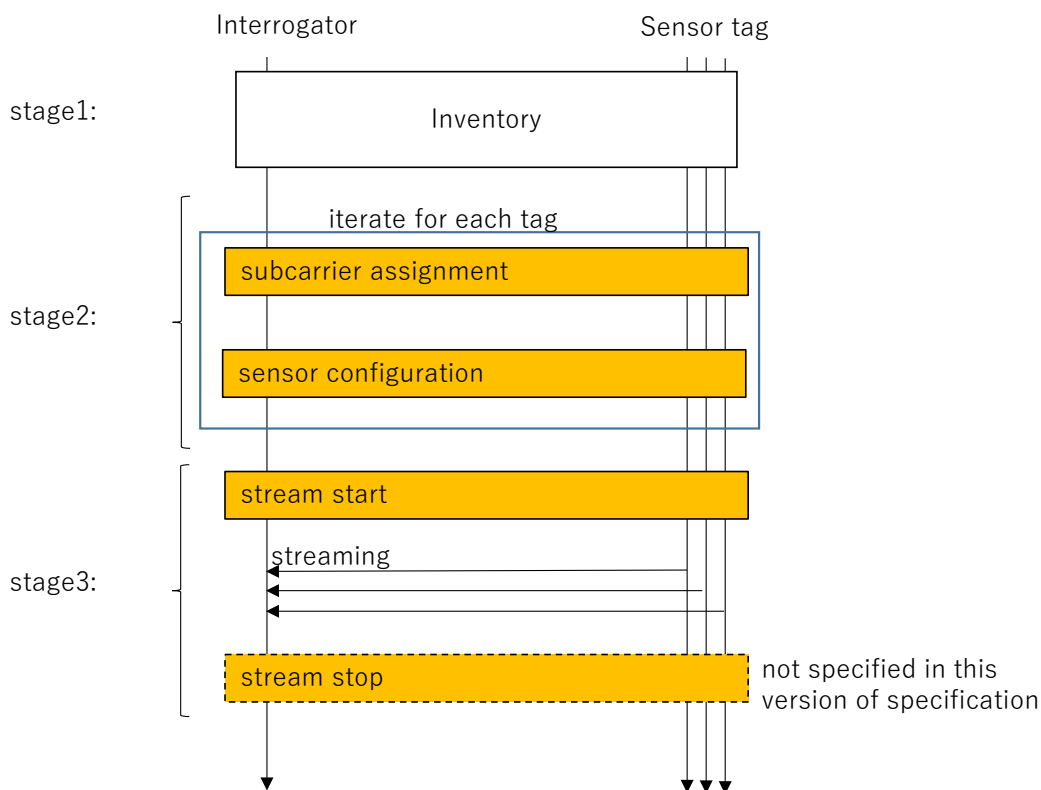 Interrogator
Sensor tag
stage1:
Inventory
iterate for each tag
subcarrier assignment
stage2:
sensor configuration
stream start
streaming
stage3:
stream stop
not specified in this
version of specification